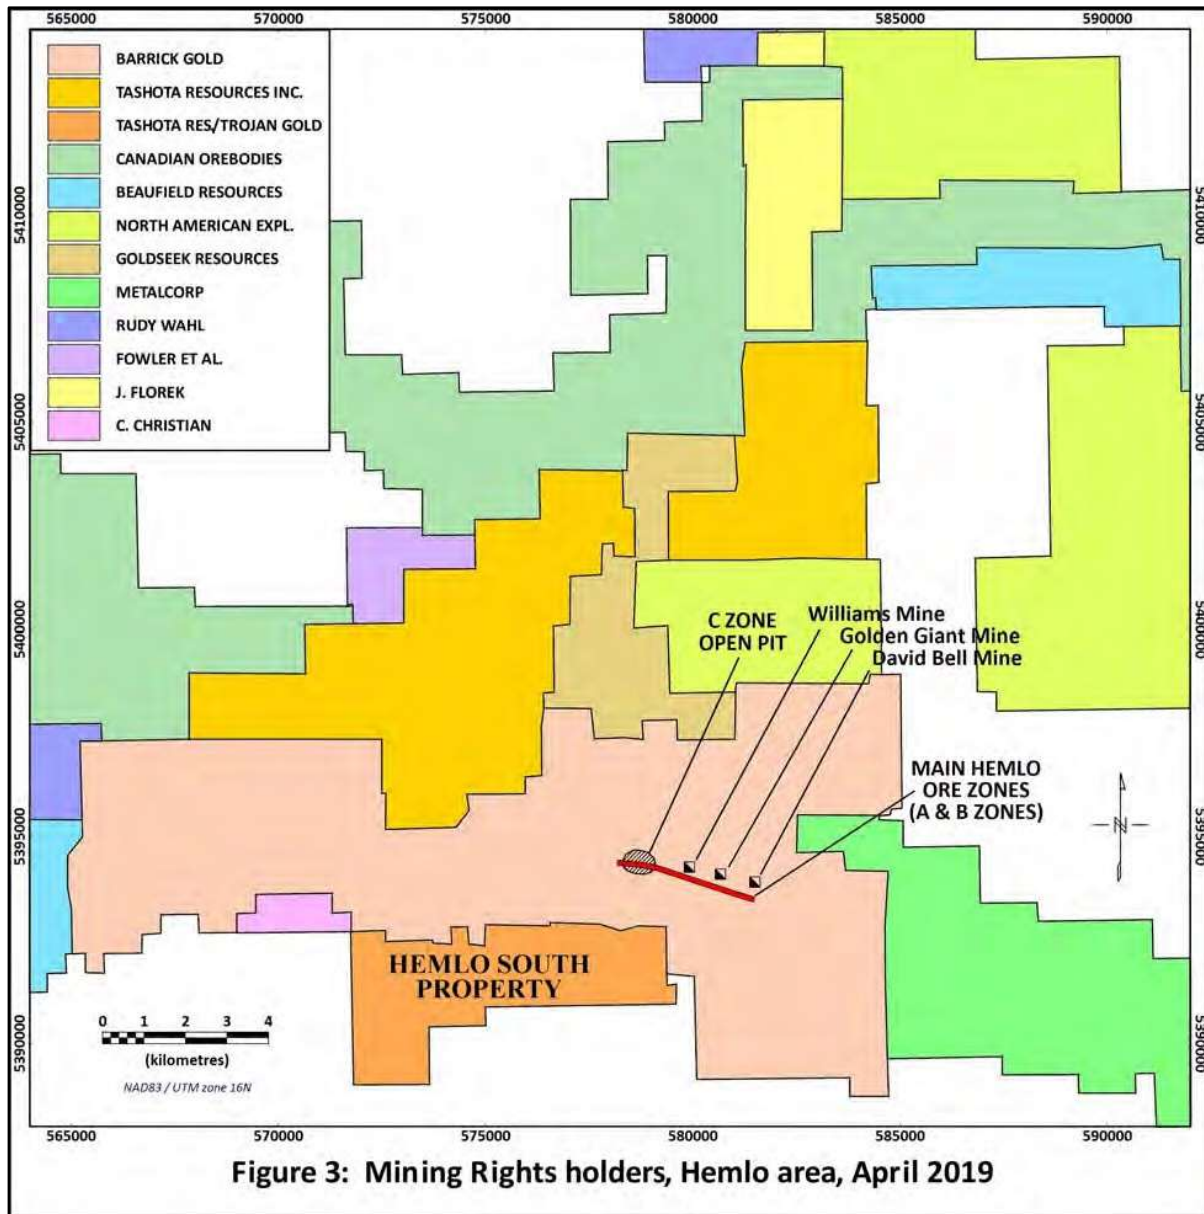 565000 570000 575000 580000 585000 590000
BARRICK GOLD
TASHOTA RESOURCES INC.
TASHOTA RES/TROJAN GOLD
CANADIAN OREBODIES
BEAUFIELD RESOURCES
NORTH AMERICAN EXPL.
GOLDSEEK RESOURCES
METALCORP
RUDY WAHL
FOWLER ET AL.
J. FLOREK
C. CHRISTIAN
5410000
5410000
5405000
5405000
5400000
5400000
5395000
5395000
5390000
5390000
C ZONE
OPEN PIT
Williams Mine
Golden Giant Mine
David Bell Mine
MAIN HEMLO
ORE ZONES
(A & B ZONES)
N
HEMLO SOUTH
PROPERTY
0 1 2 3 4
(kilometres)
NAD83 / UTM zone 16N
565000 570000 575000 580000 585000 590000
Figure 3: Mining Rights holders, Hemlo area, April 2019